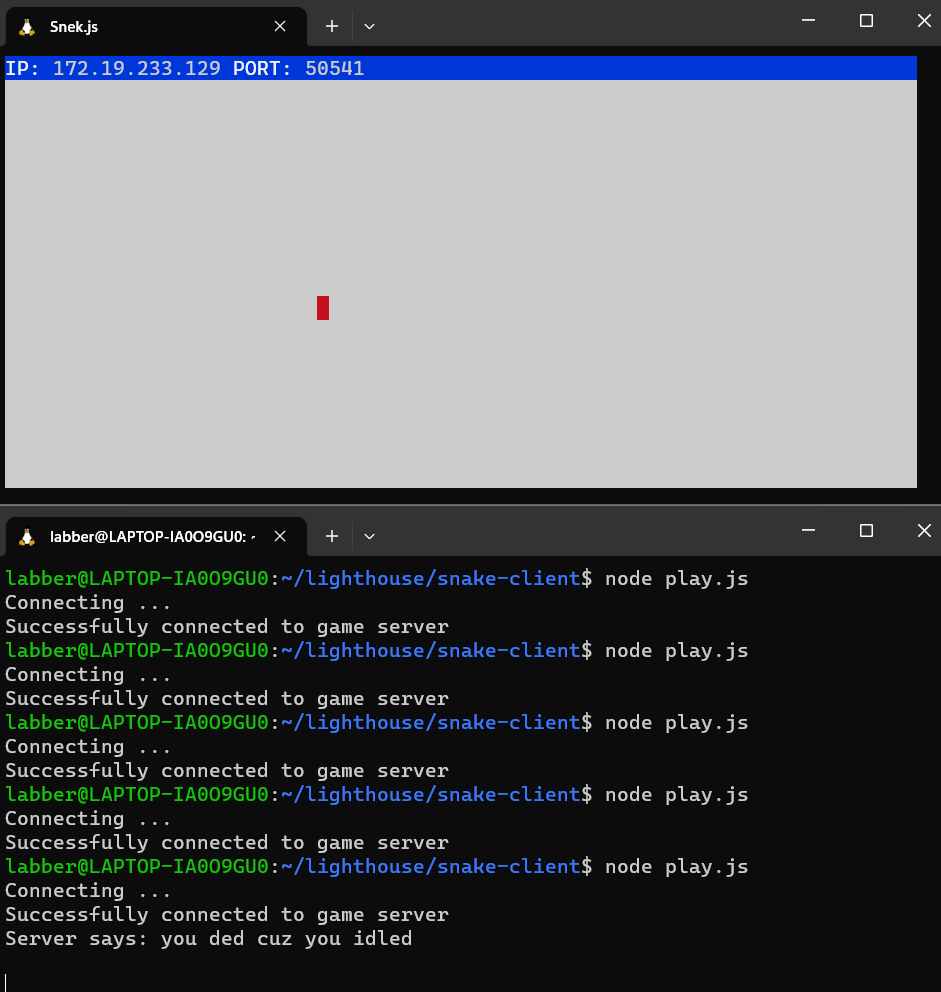 Snek.js
IP: 172.19.233.129 PORT: 50541
labber@LAPTOP-IA0O9GU0: ~
labber@LAPTOP-IA0O9GU0:~/lighthouse/snake-client$ node play.js
Connecting ...
Successfully connected to game server
labber@LAPTOP-IA0O9GU0:~/lighthouse/snake-client$ node play.js
Connecting ...
Successfully connected to game server
labber@LAPTOP-IA0O9GU0:~/lighthouse/snake-client$ node play.js
Connecting ...
Successfully connected to game server
labber@LAPTOP-IA0O9GU0:~/lighthouse/snake-client$ node play.js
Connecting ...
Successfully connected to game server
labber@LAPTOP-IA0O9GU0:~/lighthouse/snake-client$ node play.js
Connecting ...
Successfully connected to game server
Server says: you ded cuz you idled